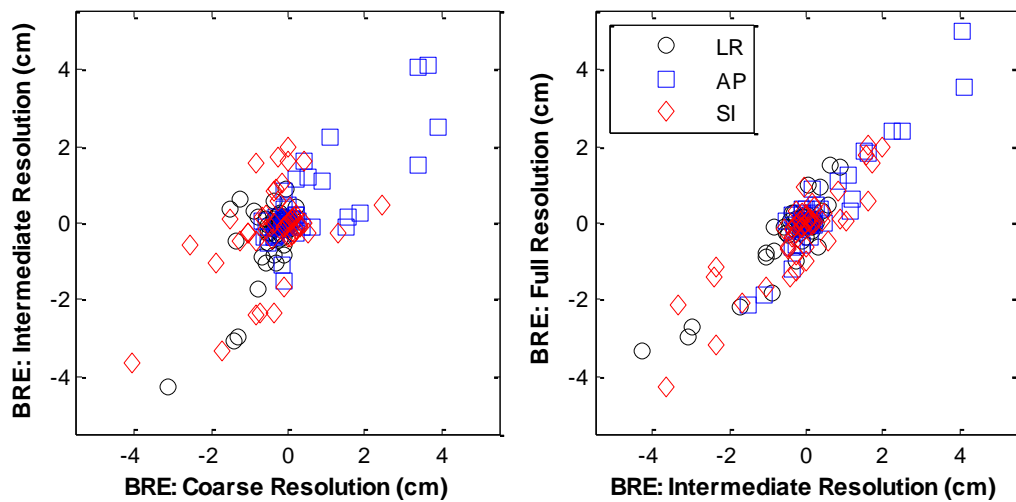 BRE: Intermediate Resolution (cm)
4
2
0
-2
-4
-4
-2
0
2
4
BRE: Coarse Resolution (cm)
BRE: Full Resolution (cm)
4
2
0
-2
-4
LR
AP
SI
-4
-2
0
2
4
BRE: Intermediate Resolution (cm)